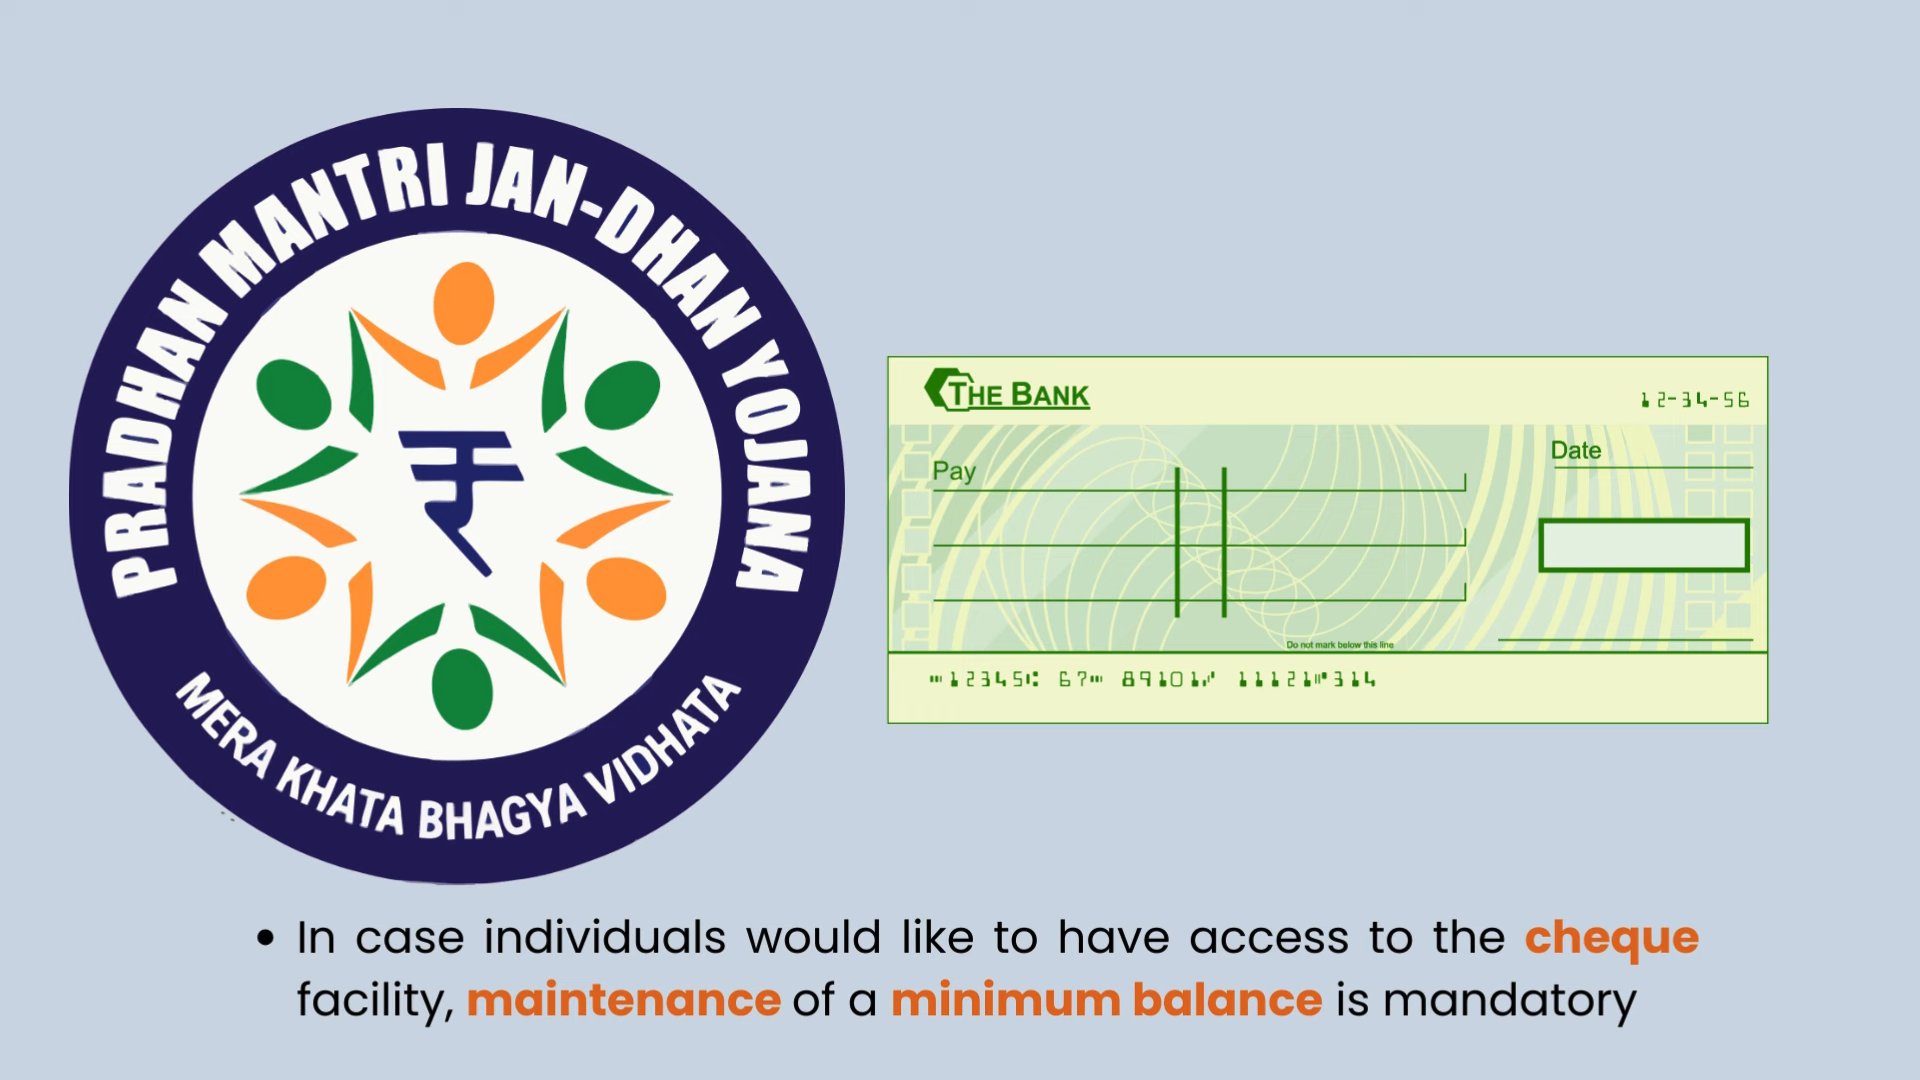 PRADHAN MANTRI JAN-DHAN YOJANA
MERA KHATA BHAGYA VIDHATA
THE BANK
12-34-56
Date
Pay
Do not mark below this line
⑈12345⑆ 67⑈ 89101⑇ 11121⑈314
• In case individuals would like to have access to the cheque
facility, maintenance of a minimum balance is mandatory